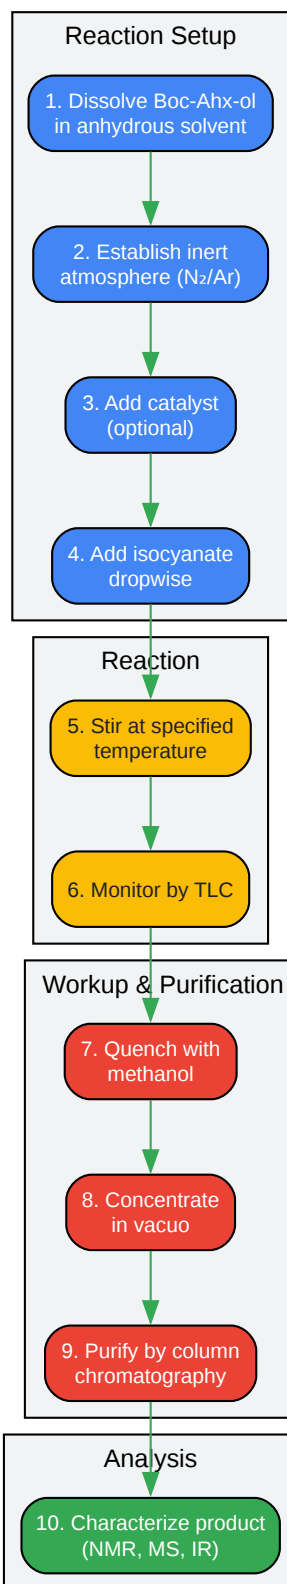 Reaction Setup
1. Dissolve Boc-Ahx-ol
in anhydrous solvent
2. Establish inert
atmosphere (N₂/Ar)
3. Add catalyst
(optional)
4. Add isocyanate
dropwise
Reaction
5. Stir at specified
temperature
6. Monitor by TLC
Workup & Purification
7. Quench with
methanol
8. Concentrate
in vacuo
9. Purify by column
chromatography
Analysis
10. Characterize product
(NMR, MS, IR)